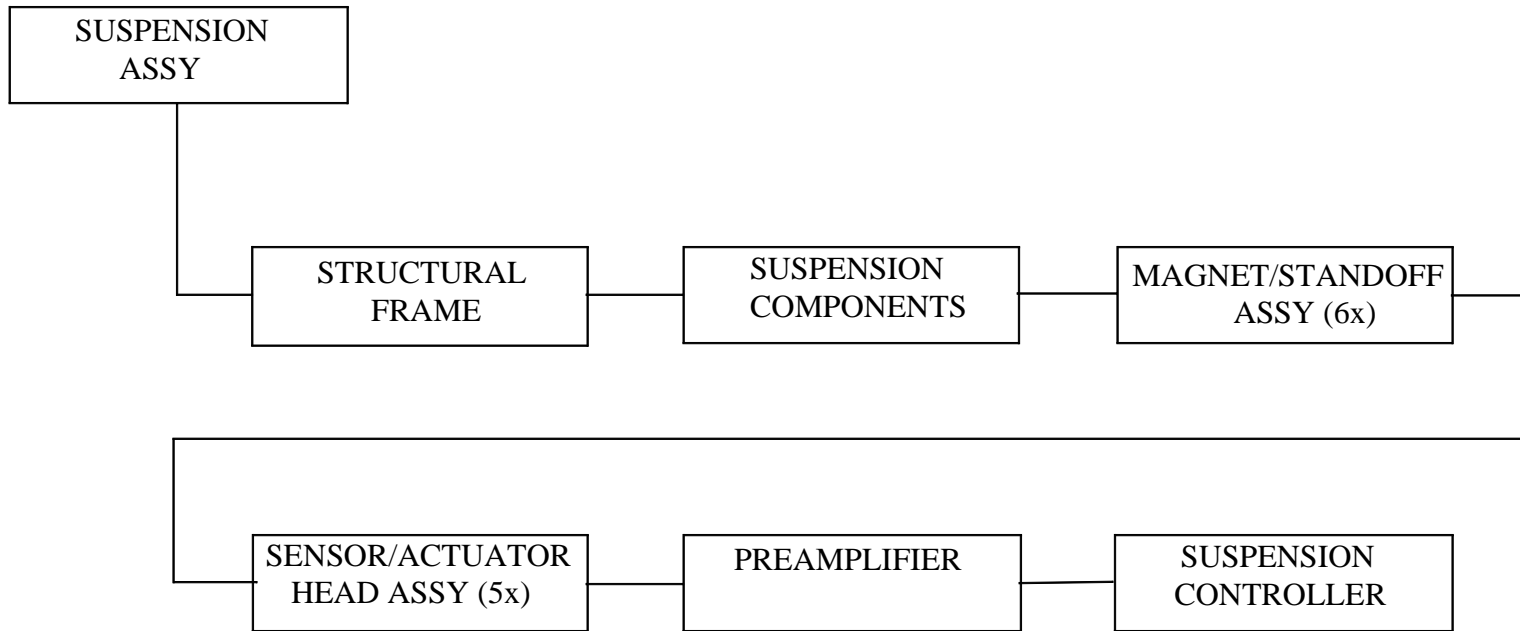 SUSPENSION
ASSY
STRUCTURAL
FRAME
SUSPENSION
COMPONENTS
MAGNET/STANDOFF
ASSY (6x)
SENSOR/ACTUATOR
HEAD ASSY (5x)
PREAMPLIFIER
SUSPENSION
CONTROLLER